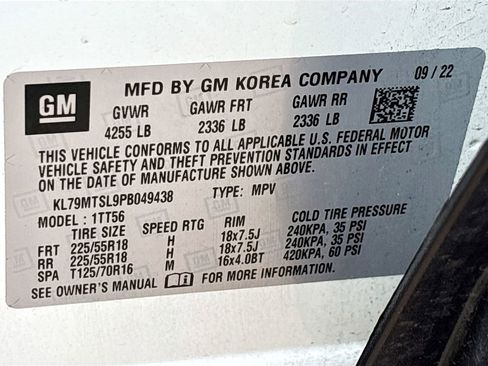 GM
MFD BY GM KOREA COMPANY 09/22
GVWR GAWR FRT GAWR RR
4255 LB 2336 LB 2336 LB
THIS VEHICLE CONFORMS TO ALL APPLICABLE U.S. FEDERAL MOTOR
VEHICLE SAFETY AND THEFT PREVENTION STANDARDS IN EFFECT
ON THE DATE OF MANUFACTURE SHOWN ABOVE.
KL79MTSL9PB049438 TYPE: MPV
MODEL: 1TT56
TIRE SIZE SPEED RTG RIM COLD TIRE PRESSURE
FRT 225/55R18 H 18x7.5J 240KPA, 35 PSI
RR 225/55R18 H 18x7.5J 240KPA, 35 PSI
SPA T125/70R16 M 16x4.0BT 420KPA, 60 PSI
SEE OWNER'S MANUAL FOR ADDITIONAL INFORMATION